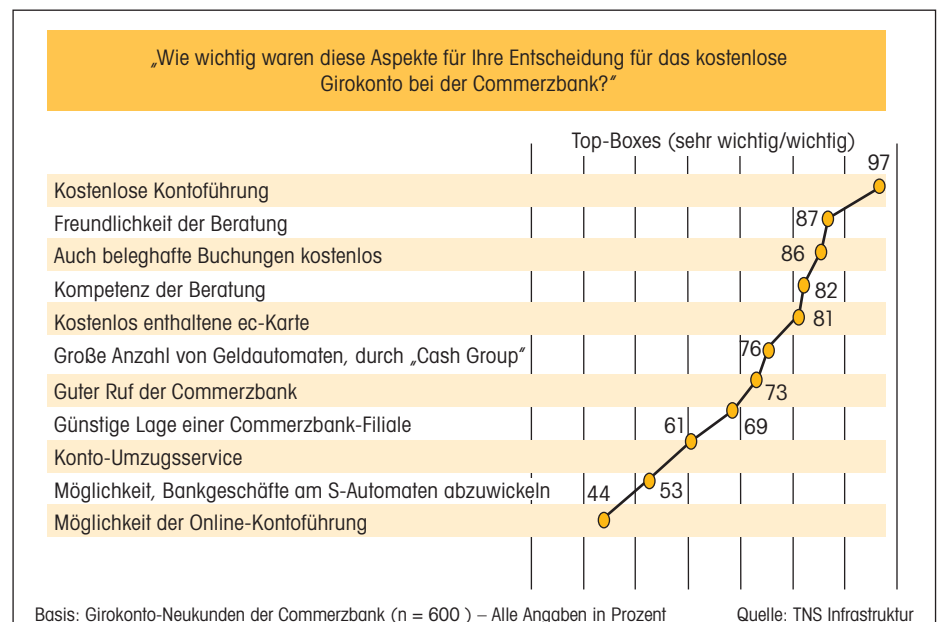 „Wie wichtig waren diese Aspekte für Ihre Entscheidung für das kostenlose
Girokonto bei der Commerzbank?“
Top-Boxes (sehr wichtig/wichtig)
97
Kostenlose Kontoführung
Freundlichkeit der Beratung 87
Auch beleghafte Buchungen kostenlos 86
Kompetenz der Beratung 82
Kostenlos enthaltene ec-Karte 81
Große Anzahl von Geldautomaten, durch „Cash Group“ 76
Guter Ruf der Commerzbank 73
Günstige Lage einer Commerzbank-Filiale 61 69
Konto-Umzugsservice
Möglichkeit, Bankgeschäfte am S-Automaten abzuwickeln 44 53
Möglichkeit der Online-Kontoführung
Basis: Girokonto-Neukunden der Commerzbank (n = 600 ) – Alle Angaben in Prozent Quelle: TNS Infrastruktur